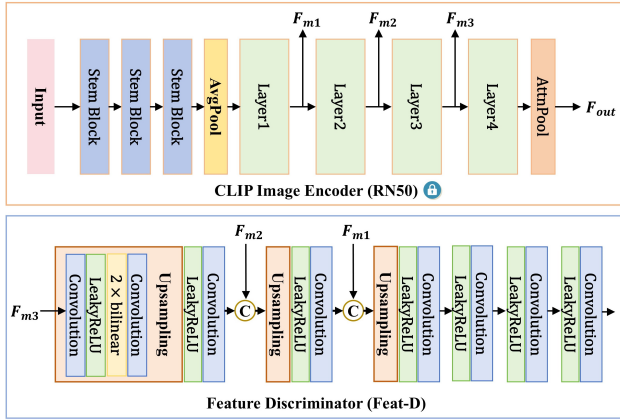 F_m1 F_m2 F_m3
Input
Stem Block
Stem Block
Stem Block
AvgPool
Layer1
Layer2
Layer3
Layer4
AttnPool
F_out
CLIP Image Encoder (RN50)
F_m2 F_m1
F_m3
Convolution
LeakyReLU
2 × bilinear
Convolution
Upsampling
LeakyReLU
Convolution
C
Upsampling
LeakyReLU
Convolution
C
Upsampling
LeakyReLU
Convolution
LeakyReLU
Convolution
LeakyReLU
Convolution
LeakyReLU
Convolution
Feature Discriminator (Feat-D)